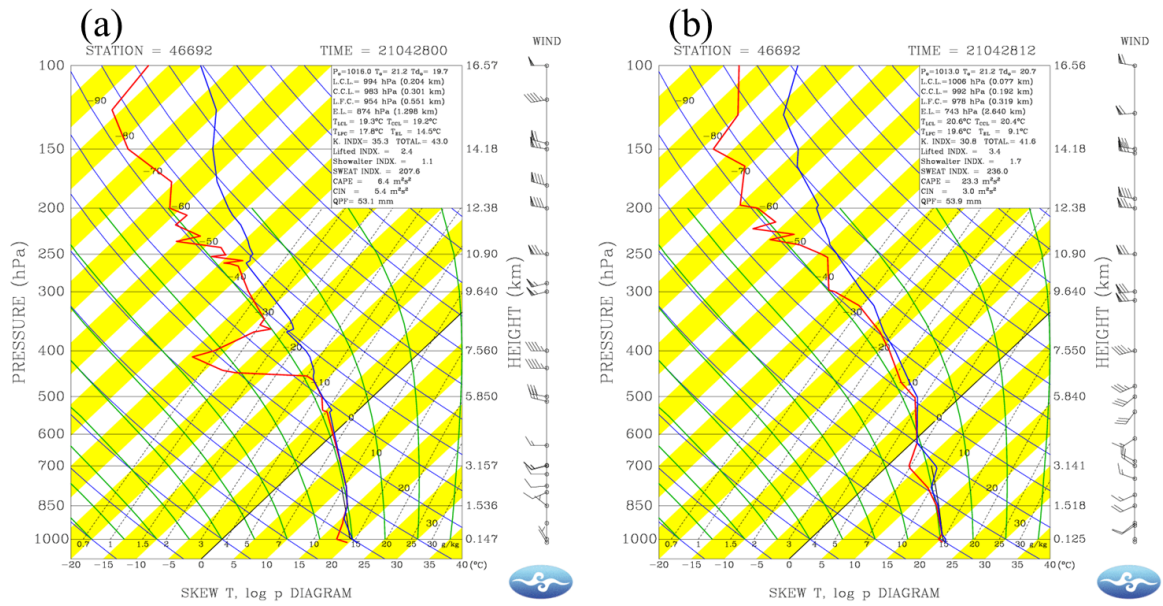 (a)
STATION = 46692 TIME = 21042800
WIND
100 16.57
P_s=1016.0 T_s= 21.2 Td_s= 19.7
L.C.L= 994 hPa (0.204 km)
C.C.L= 983 hPa (0.301 km)
L.F.C= 954 hPa (0.551 km)
E.L= 874 hPa (1.298 km)
T_LCL= 19.3°C T_CCL= 19.2°C
T_LFC= 17.8°C T_EL= 14.5°C
K. INDX= 35.3 TOTAL= 43.0
Lifted INDX. = 2.4
Showalter INDX. = 1.1
SWEAT INDX. = 207.6
CAPE = 6.4 m²s²
CIN = 5.4 m²s²
QPF= 53.1 mm
-90
-80
150 14.18
-70
200 12.38
-60
-50
250 10.90
-40
300 9.640
-30
20
400 7.560
10
500 5.850
0
600
10
700 3.157
20
850 1.536
30
1000 0.147
0.7 1 1.5 2 3 4 5 7 10 15 20 25 30 g/kg
-20 -15 -10 -5 0 5 10 15 20 25 30 35 40 (°C)
PRESSURE (hPa)
HEIGHT (km)
SKEW T, log p DIAGRAM
(b)
STATION = 46692 TIME = 21042812
WIND
100 16.56
P_s=1013.0 T_s= 21.2 Td_s= 20.7
L.C.L=1006 hPa (0.077 km)
C.C.L= 992 hPa (0.192 km)
L.F.C= 978 hPa (0.319 km)
E.L= 743 hPa (2.640 km)
T_LCL= 20.6°C T_CCL= 20.4°C
T_LFC= 19.6°C T_EL= 9.1°C
K. INDX= 30.8 TOTAL= 41.6
Lifted INDX. = 3.4
Showalter INDX. = 1.7
SWEAT INDX. = 236.0
CAPE = 23.3 m²s²
CIN = 3.0 m²s²
QPF= 53.9 mm
-90
-80
150 14.18
-70
200 12.38
-60
-50
250 10.90
-40
300 9.640
-30
20
400 7.550
10
500 5.840
0
600
10
700 3.141
20
850 1.518
30
1000 0.125
0.7 1 1.5 2 3 4 5 7 10 15 20 25 30 g/kg
-20 -15 -10 -5 0 5 10 15 20 25 30 35 40 (°C)
PRESSURE (hPa)
HEIGHT (km)
SKEW T, log p DIAGRAM